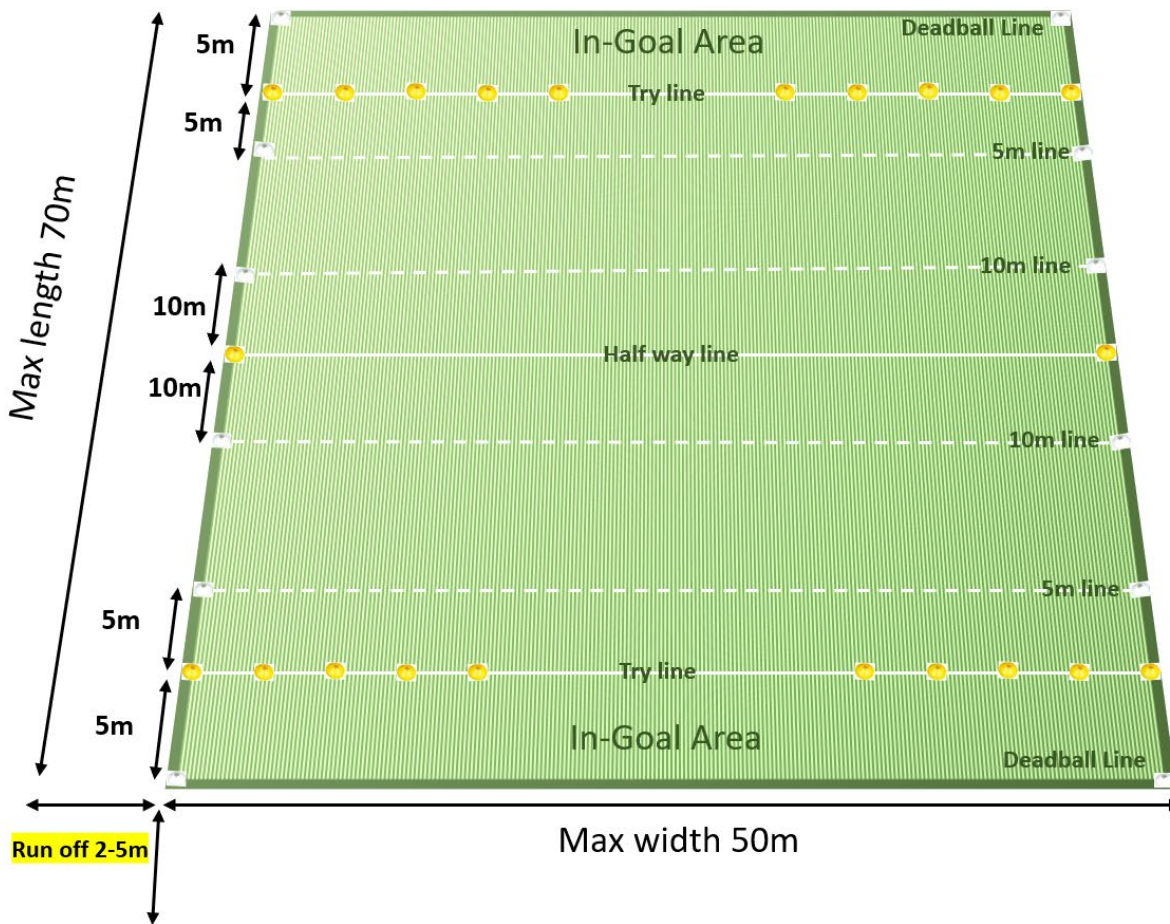 Deadball Line
5m
In-Goal Area
Try line
5m
5m line
Max length 70m
10m line
10m
Half way line
10m
10m line
5m line
5m
Try line
5m
In-Goal Area
Deadball Line
Run off 2-5m
Max width 50m